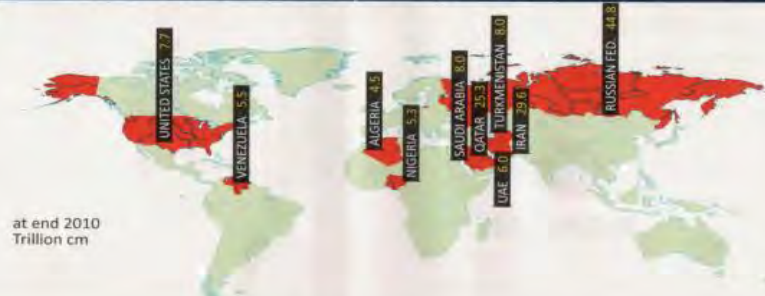 UNITED STATES 7.7
VENEZUELA 5.5
ALGERIA 4.5
NIGERIA 5.3
SAUDI ARABIA 8.0
QATAR 25.3
TURKMENISTAN 8.0
UAE 6.0
IRAN 29.6
RUSSIAN FED. 44.8
at end 2010
Trillion cm